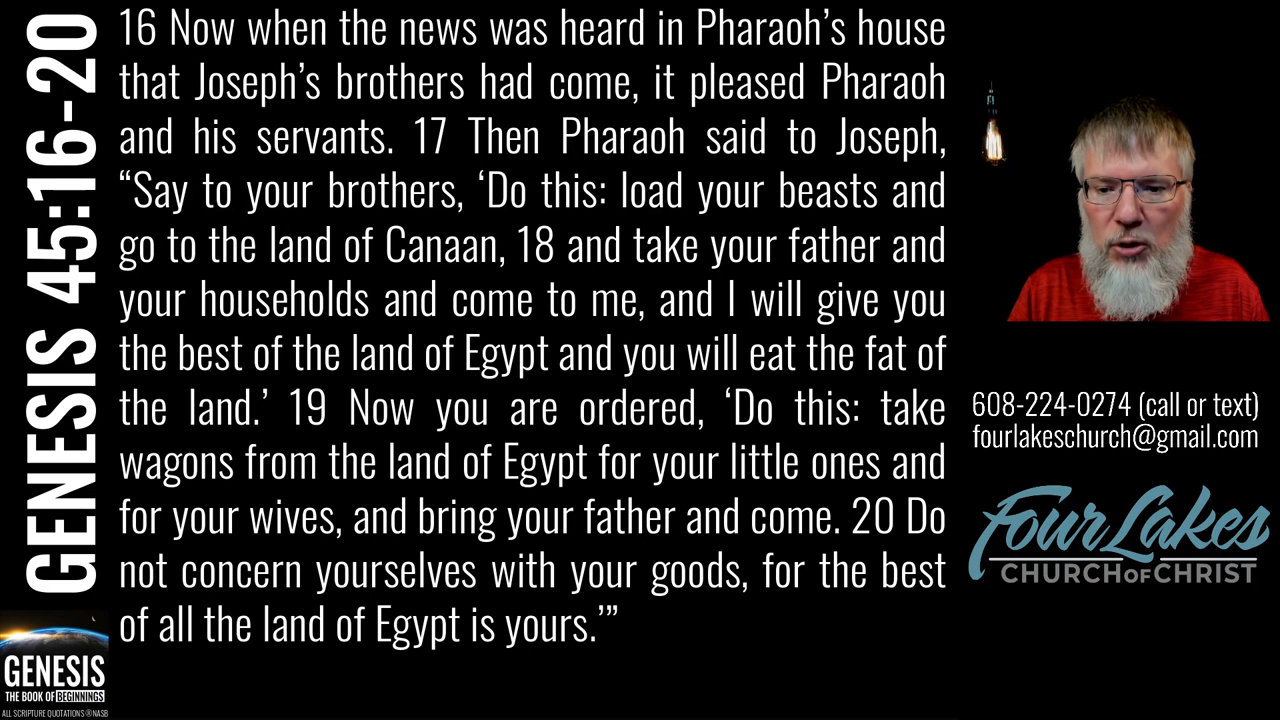 GENESIS 45:16-20
16 Now when the news was heard in Pharaoh’s house
that Joseph’s brothers had come, it pleased Pharaoh
and his servants. 17 Then Pharaoh said to Joseph,
“Say to your brothers, ‘Do this: load your beasts and
go to the land of Canaan, 18 and take your father and
your households and come to me, and I will give you
the best of the land of Egypt and you will eat the fat of
the land.’ 19 Now you are ordered, ‘Do this: take
wagons from the land of Egypt for your little ones and
for your wives, and bring your father and come. 20 Do
not concern yourselves with your goods, for the best
of all the land of Egypt is yours.’”
GENESIS
THE BOOK OF BEGINNINGS
ALL SCRIPTURE QUOTATIONS ® NASB
608-224-0274 (call or text)
fourlakeschurch@gmail.com
Four Lakes
CHURCH OF CHRIST